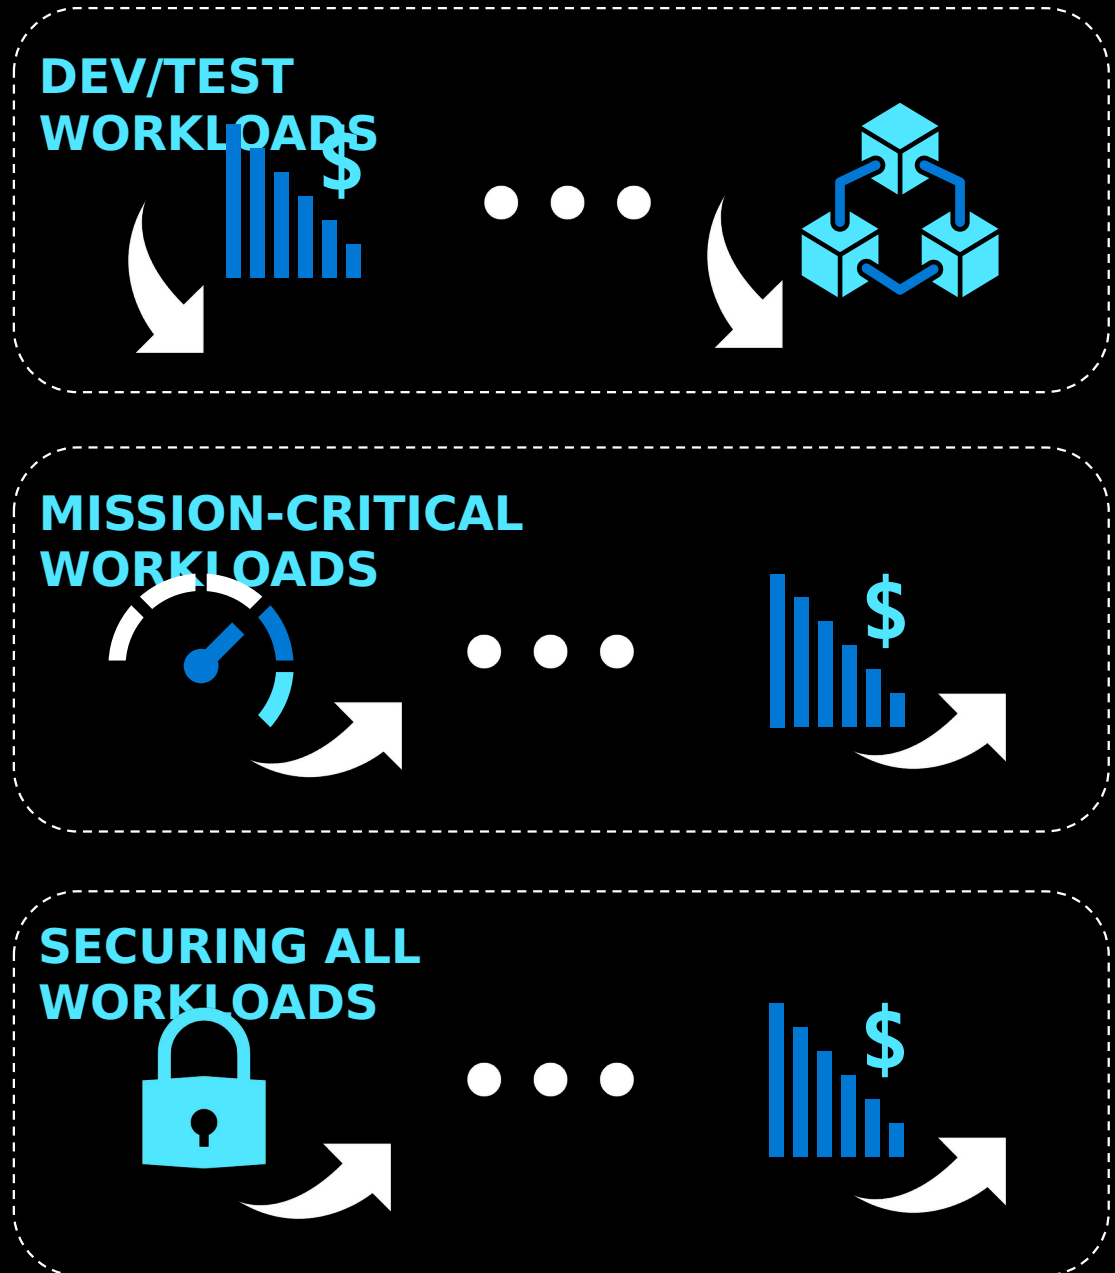 DEV/TEST
WORKLOADS
$
MISSION-CRITICAL
WORKLOADS
$
SECURING ALL
WORKLOADS
$